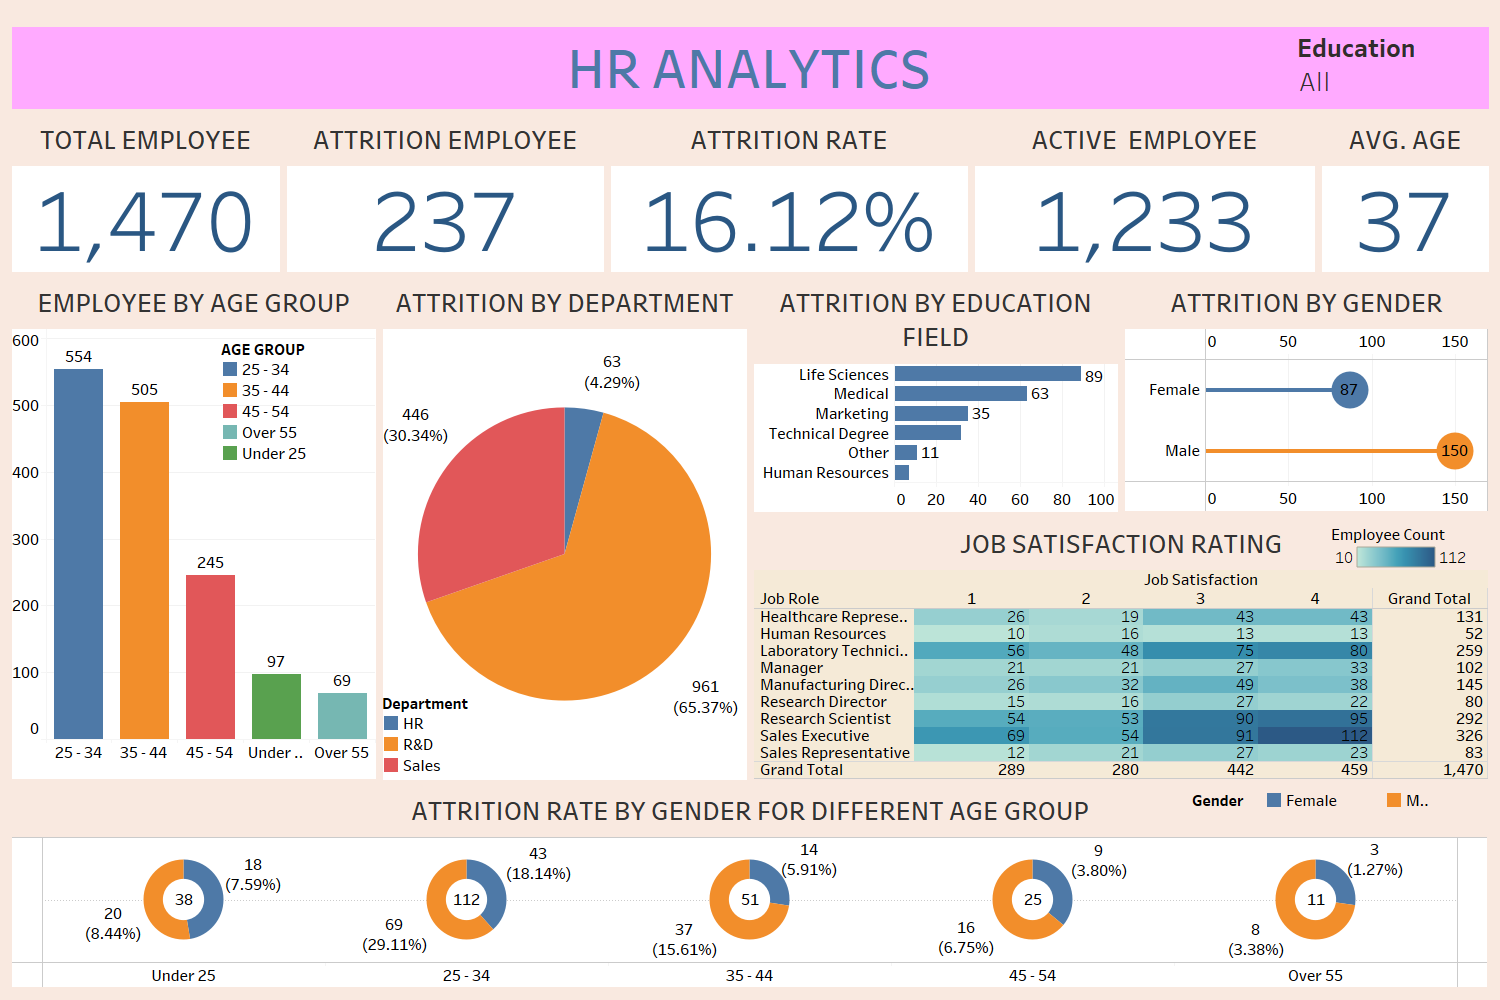 HR ANALYTICS
Education
All
TOTAL EMPLOYEE
1,470
ATTRITION EMPLOYEE
237
ATTRITION RATE
16.12%
ACTIVE EMPLOYEE
1,233
AVG. AGE
37
EMPLOYEE BY AGE GROUP
600
500
400
300
200
100
0
554
505
245
97
69
AGE GROUP
25 - 34
35 - 44
45 - 54
Over 55
Under 25
25 - 34 35 - 44 45 - 54 Under .. Over 55
ATTRITION BY DEPARTMENT
63
(4.29%)
446
(30.34%)
961
(65.37%)
Department
HR
R&D
Sales
ATTRITION BY EDUCATION
FIELD
Life Sciences 89
Medical 63
Marketing 35
Technical Degree
Other 11
Human Resources
0 20 40 60 80 100
ATTRITION BY GENDER
0 50 100 150
Female 87
Male 150
0 50 100 150
JOB SATISFACTION RATING
Employee Count
10 112
Job Satisfaction
Job Role 1 2 3 4 Grand Total
Healthcare Represe.. 26 19 43 43 131
Human Resources 10 16 13 13 52
Laboratory Technici.. 56 48 75 80 259
Manager 21 21 27 33 102
Manufacturing Direc.. 26 32 49 38 145
Research Director 15 16 27 22 80
Research Scientist 54 53 90 95 292
Sales Executive 69 54 91 112 326
Sales Representative 12 21 27 23 83
Grand Total 289 280 442 459 1,470
ATTRITION RATE BY GENDER FOR DIFFERENT AGE GROUP
Gender Female M..
18
(7.59%)
38
20
(8.44%)
Under 25
43
(18.14%)
112
69
(29.11%)
25 - 34
14
(5.91%)
51
37
(15.61%)
35 - 44
9
(3.80%)
25
16
(6.75%)
45 - 54
3
(1.27%)
11
8
(3.38%)
Over 55